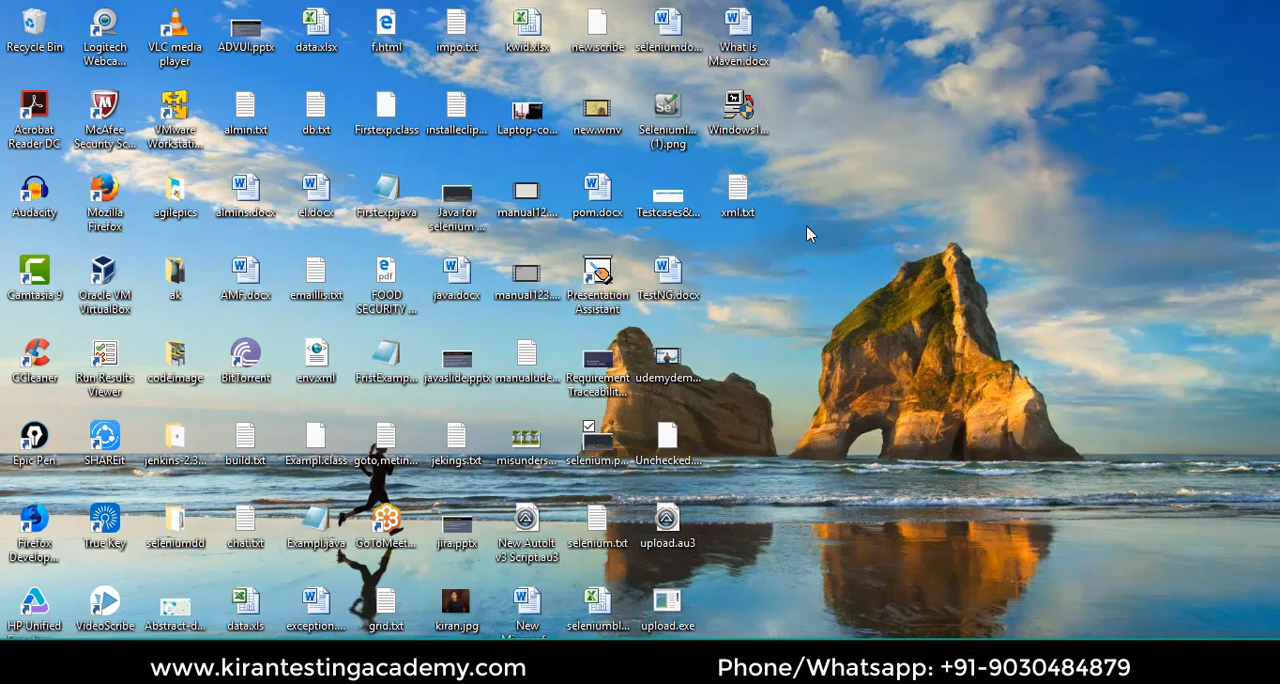 Recycle Bin
Logitech Webca...
VLC media player
ADVUI.pptx
data.xlsx
f.html
impo.txt
kwid.xlsx
new.scribe
seleniumdo...
What Is Maven.docx
Acrobat Reader DC
McAfee Security Sc...
VMware Workstati...
almin.txt
db.txt
Firstexp.class
installeclip...
Laptop-co...
new.wmv
SeleniumI... (1).png
Windows1...
Audacity
Mozilla Firefox
agilepics
almins.docx
el.docx
Firstexp.java
Java for selenium ...
manual12....
pom.docx
Testcases&...
xml.txt
Camtasia 9
Oracle VM VirtualBox
ak
AMF.docx
emaillis.txt
FOOD SECURITY ...
java.docx
manual123....
Presentation Assistant
TestNG.docx
CCleaner
Run Results Viewer
codeimage
BitTorrent
env.xml
FristExamp...
javaslide.pptx
manualude...
Requirement Traceabilit...
udemydem...
Epic Pen
SHAREit
jenkins-2.3...
build.txt
Exampl.class
goto,metin...
jekings.txt
misunders...
selenium.p...
Unchecked....
Firefox Develop...
True Key
seleniumdd
chat.txt
Exampl.java
GoToMeet...
jira.pptx
New AutoIt v3 Script.au3
selenium.txt
upload.au3
HP Unified
VideoScribe
Abstract-d...
data.xls
exception....
grid.txt
kiran.jpg
New
seleniumbl...
upload.exe
www.kirantestingacademy.com
Phone/Whatsapp: +91-9030484879